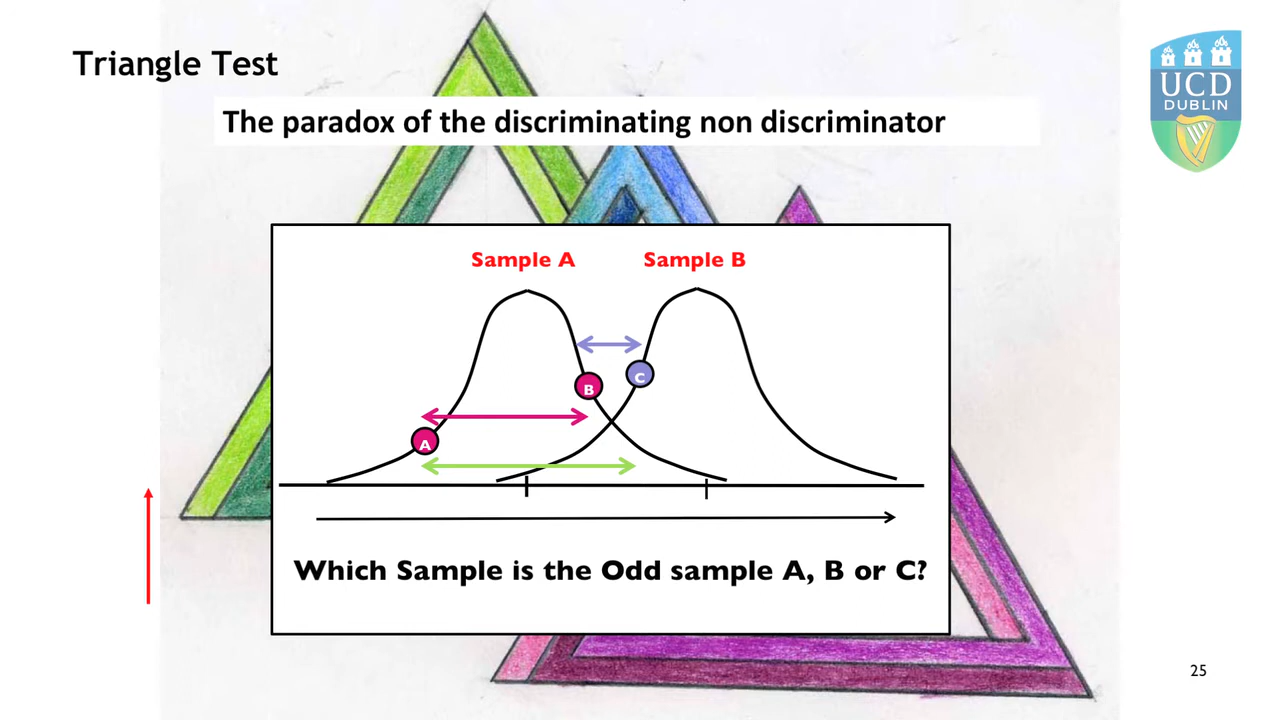 Triangle Test
The paradox of the discriminating non discriminator
UCD
DUBLIN
Sample A
Sample B
C
B
A
Which Sample is the Odd sample A, B or C?
25